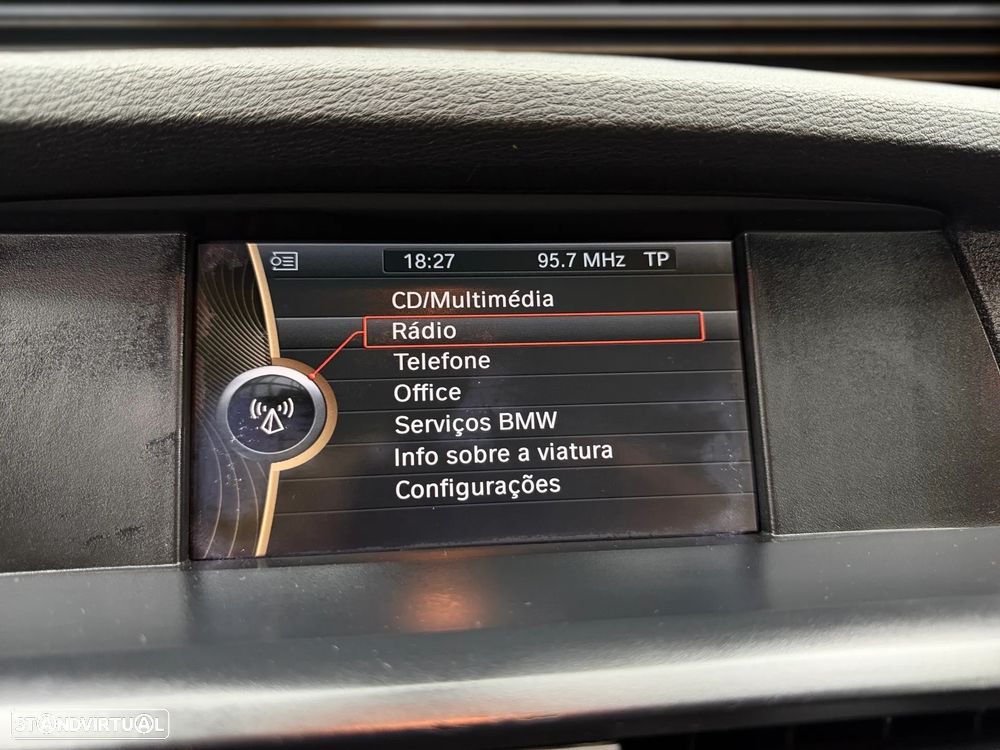 18:27 95.7 MHz TP
CD/Multimédia
Rádio
Telefone
Office
Serviços BMW
Info sobre a viatura
Configurações
STANDVIRTUAL